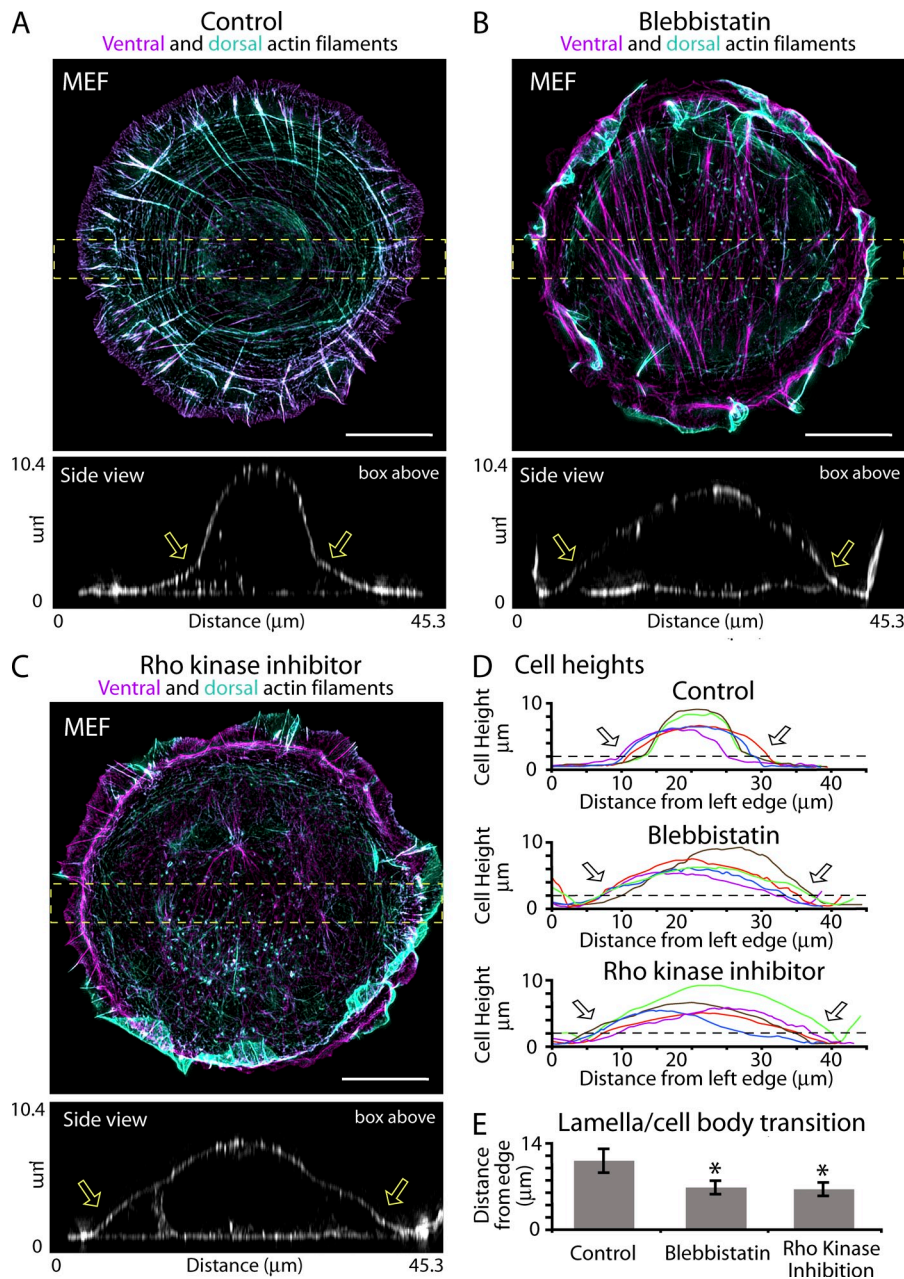 A
Control
Ventral and dorsal actin filaments
MEF
10.4
Side view
box above
μm
0
0
Distance (μm)
45.3
B
Blebbistatin
Ventral and dorsal actin filaments
MEF
10.4
Side view
box above
μm
0
0
Distance (μm)
45.3
C
Rho kinase inhibitor
Ventral and dorsal actin filaments
MEF
10.4
Side view
box above
μm
0
0
Distance (μm)
45.3
D Cell heights
Control
Cell Height
μm
10
0
0 10 20 30 40
Distance from left edge (μm)
Blebbistatin
Cell Height
μm
10
0
0 10 20 30 40
Distance from left edge (μm)
Rho kinase inhibitor
Cell Height
μm
10
0
0 10 20 30 40
Distance from left edge (μm)
E Lamella/cell body transition
Distance
from edge
(μm)
14
0
* *
Control
Blebbistatin
Rho Kinase
Inhibition